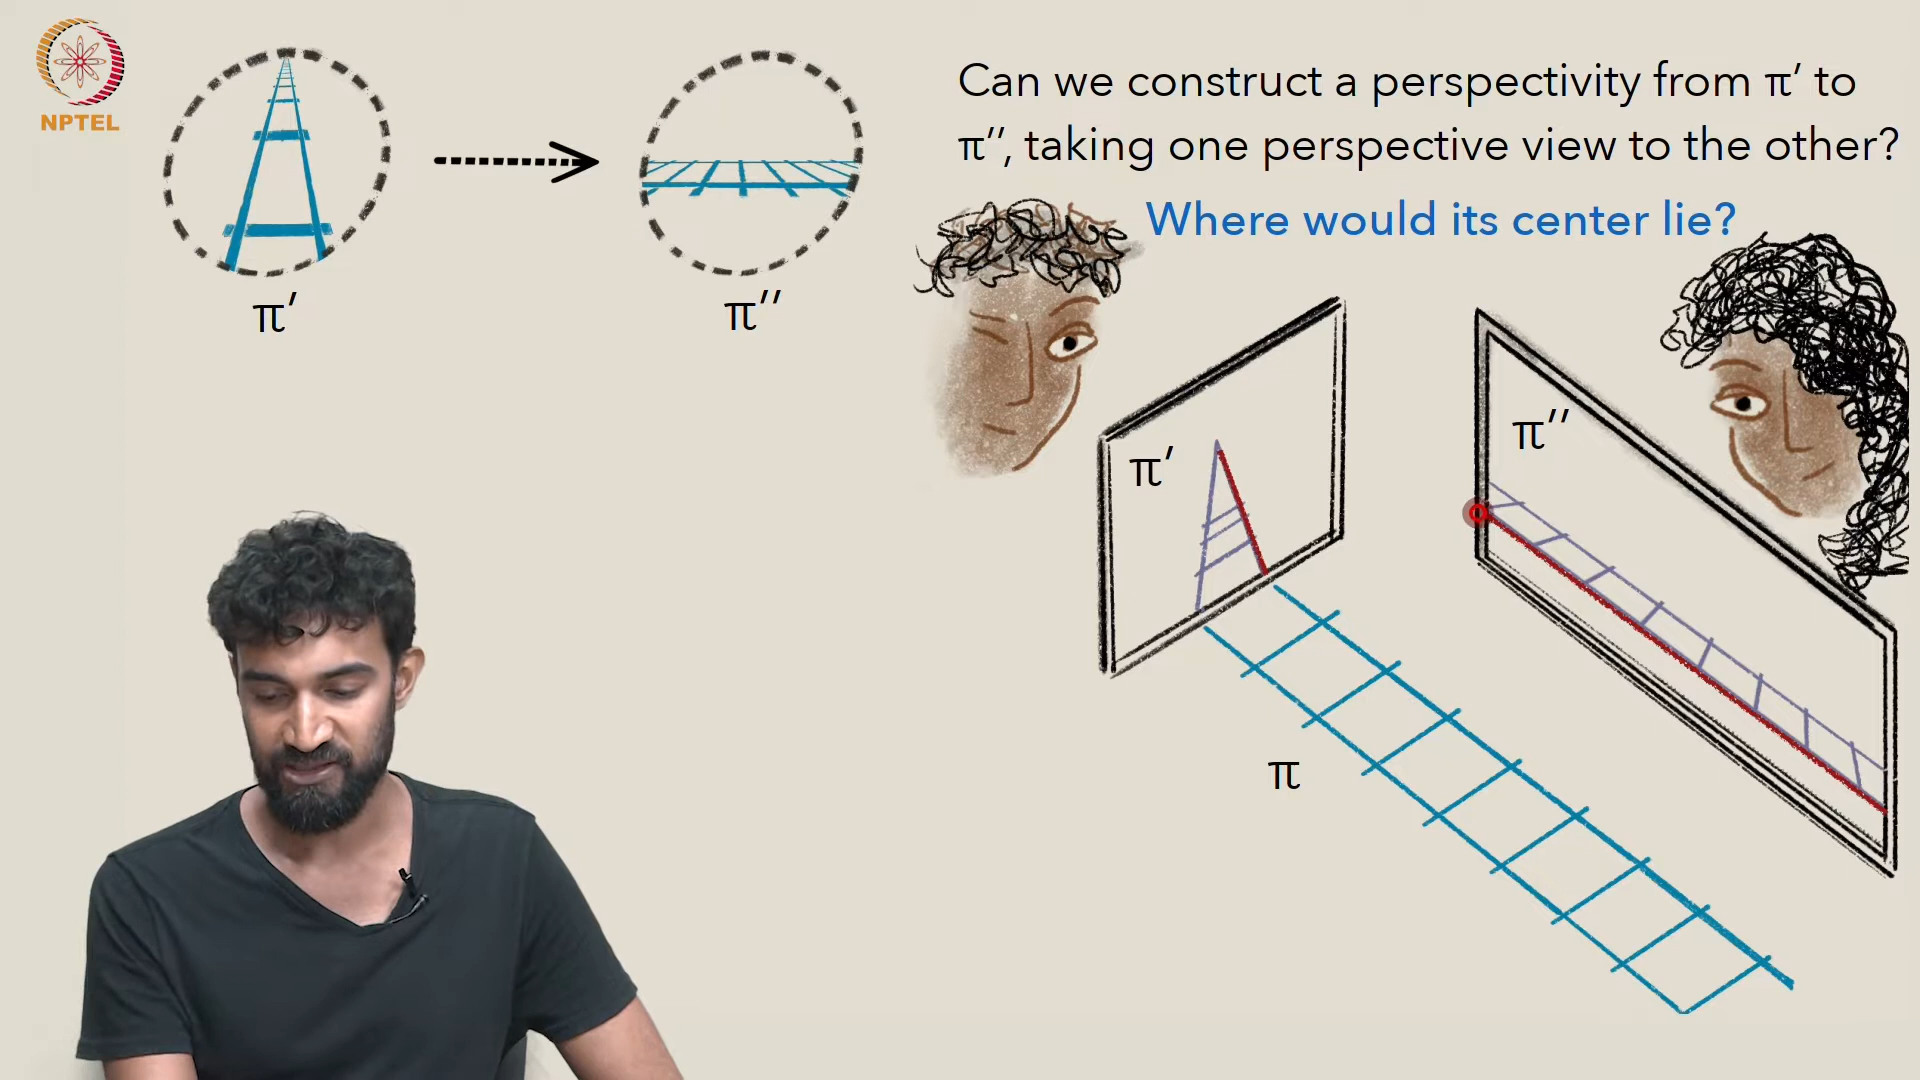 NPTEL
π′
π′′
Can we construct a perspectivity from π′ to
π′′, taking one perspective view to the other?
Where would its center lie?
π′
π′′
π